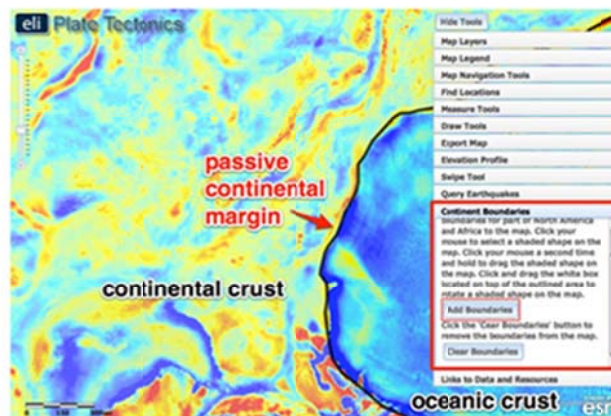 eli Plate Tectonics
Hide Tools
Map Layers
Map Legend
Map Navigation Tools
Find Locations
Measure Tools
Draw Tools
Export Map
Elevation Profile
Swipe Tool
Query Earthquakes
Continent Boundaries
Boundaries for part of North America
and Africa to the map. Click your
mouse to select a shaded shape on
the map. Click your mouse a second time
and hold to drag the shaded shape on
the map. Click and drag the white box
located on top of the outlined area to
rotate a shaded shape on the map.
Add Boundaries
Click the 'Cear Boundaries' button to
remove the boundaries from the map.
Clear Boundaries
Links to Data and Resources
passive
continental
margin
continental crust
oceanic crust
esri